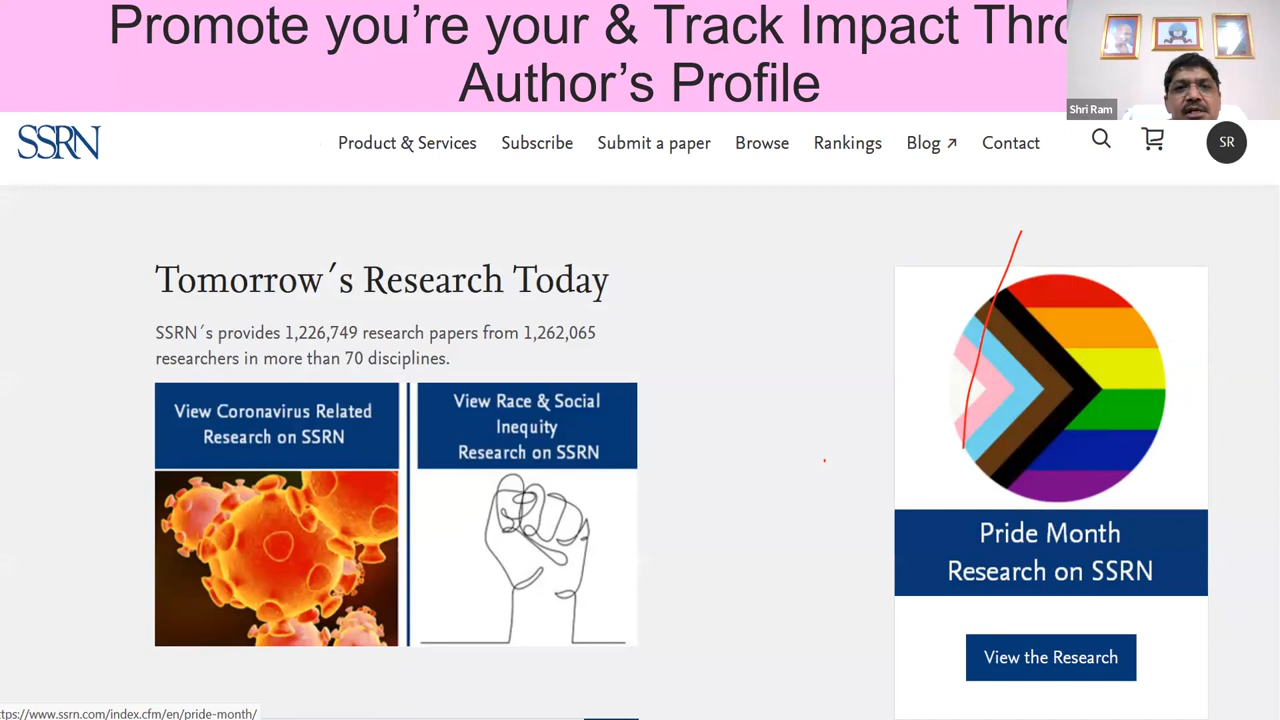 Promote you’re your & Track Impact Thro
Author’s Profile
Shri Ram
SSRN
Product & Services Subscribe Submit a paper Browse Rankings Blog ↗ Contact
SR
Tomorrow´s Research Today
SSRN´s provides 1,226,749 research papers from 1,262,065
researchers in more than 70 disciplines.
View Coronavirus Related
Research on SSRN
View Race & Social
Inequity
Research on SSRN
Pride Month
Research on SSRN
View the Research
ttps://www.ssrn.com/index.cfm/en/pride-month/